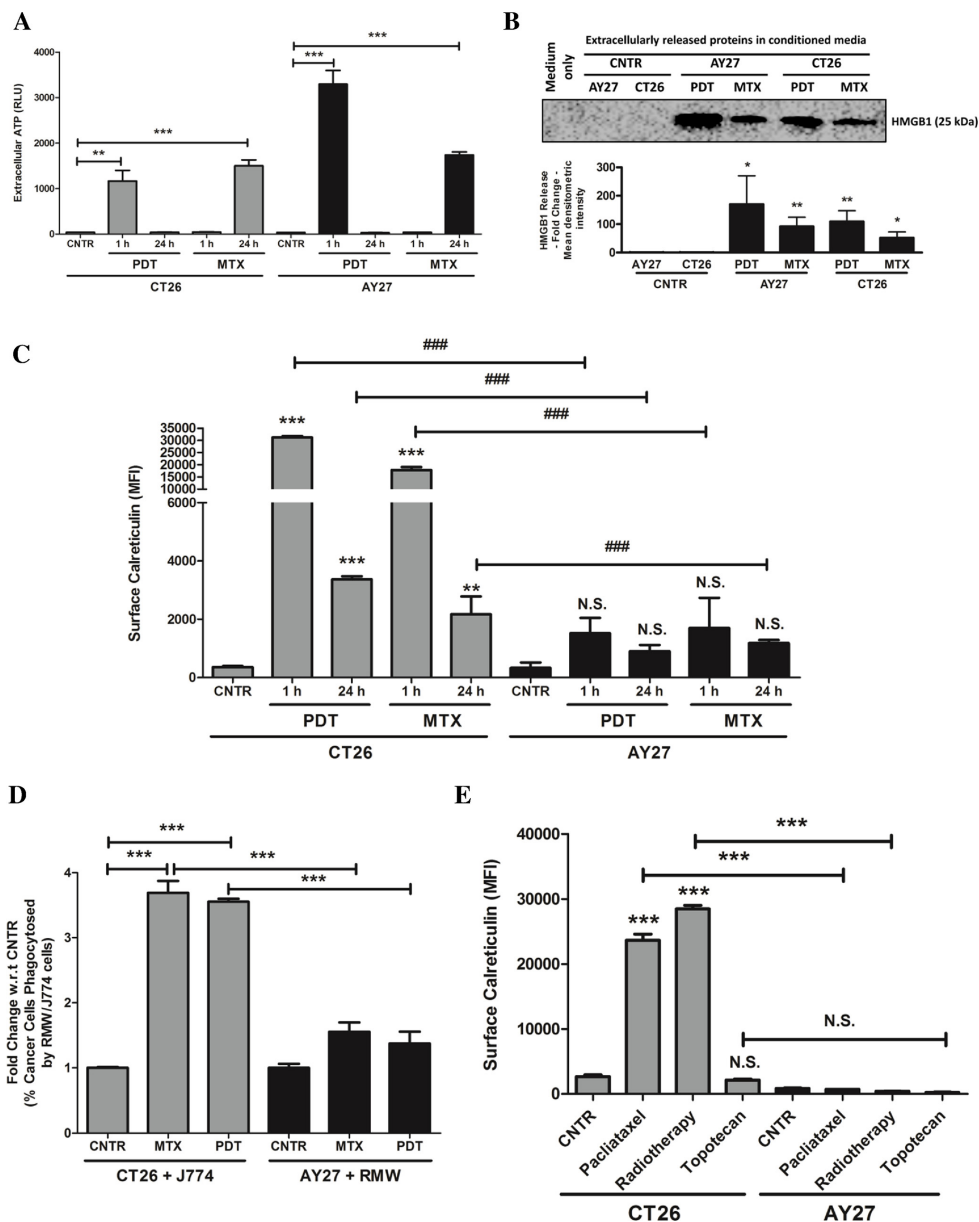 A
Extracellular ATP (RLU)
4000
3000
2000
1000
0
**
***
***
***
CNTR 1 h 24 h 1 h 24 h CNTR 1 h 24 h 1 h 24 h
PDT MTX PDT MTX
CT26 AY27
B
Extracellularly released proteins in conditioned media
Medium only
CNTR AY27 CT26
AY27 CT26 PDT MTX PDT MTX
HMGB1 (25 kDa)
HMGB1 Release
- Fold Change -
Mean densitometric
intensity
300
200
100
0
* ** ** *
AY27 CT26 PDT MTX PDT MTX
CNTR AY27 CT26
C
###
###
###
###
Surface Calreticulin (MFI)
35000
30000
25000
20000
15000
10000
6000
4000
2000
0
*** *** *** ** N.S. N.S. N.S. N.S.
CNTR 1 h 24 h 1 h 24 h CNTR 1 h 24 h 1 h 24 h
PDT MTX PDT MTX
CT26 AY27
D
Fold Change w.r.t CNTR
(% Cancer Cells Phagocytosed
by RMW/J774 cells)
4
3
2
1
0
***
*** ***
***
CNTR MTX PDT CNTR MTX PDT
CT26 + J774 AY27 + RMW
E
Surface Calreticulin (MFI)
40000
30000
20000
10000
0
***
***
*** *** N.S.
N.S.
CNTR Pacliataxel Radiotherapy Topotecan CNTR Pacliataxel Radiotherapy Topotecan
CT26 AY27